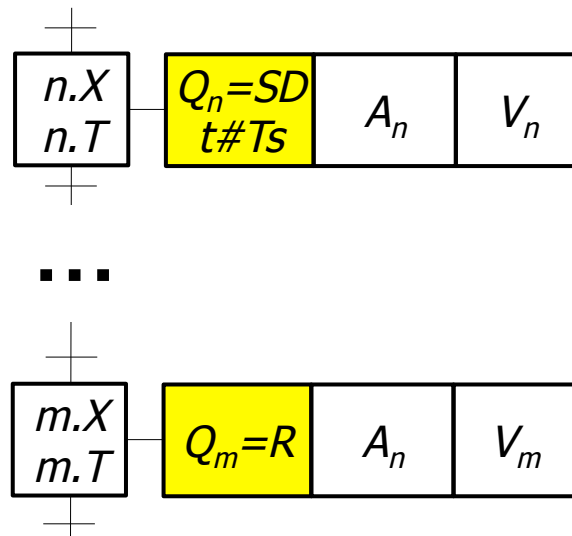 n.X
n.T
Qₙ=SD
t#Ts
Aₙ
Vₙ
...
m.X
m.T
Qₘ=R
Aₙ
Vₘ